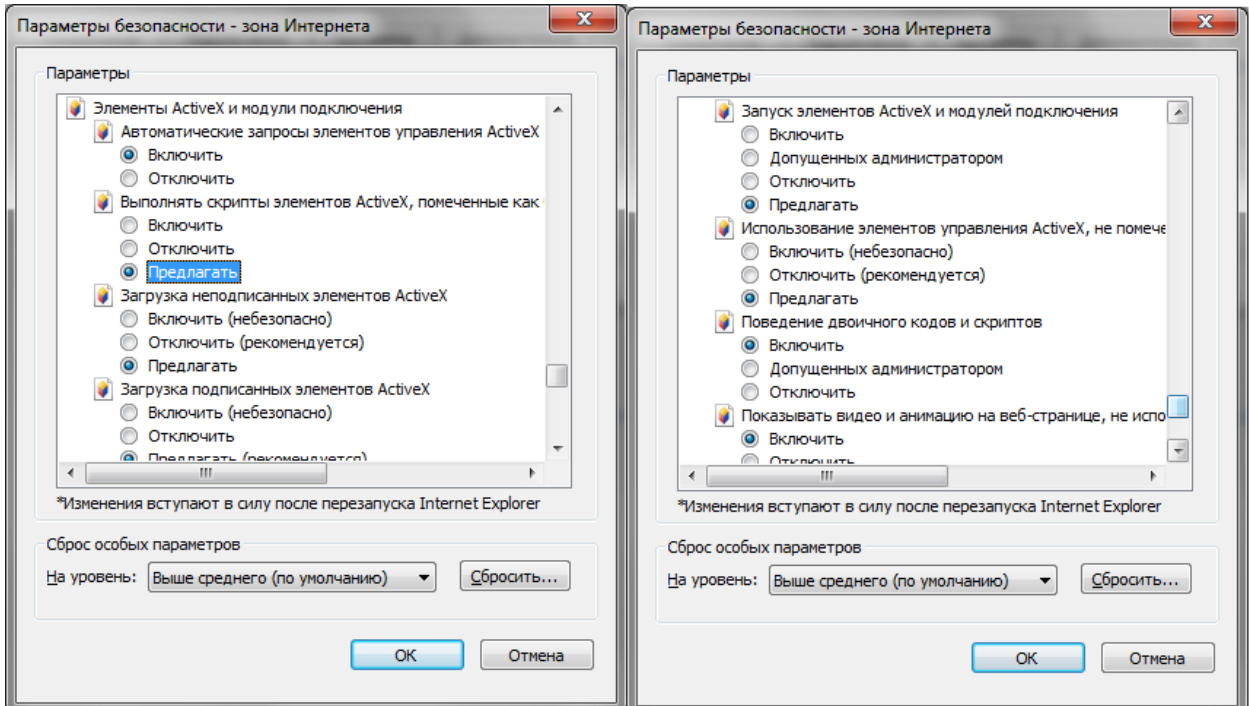 Параметры безопасности - зона Интернета
Параметры
Элементы ActiveX и модули подключения
Автоматические запросы элементов управления ActiveX
Включить
Отключить
Выполнять скрипты элементов ActiveX, помеченные как
Включить
Отключить
Предлагать
Загрузка неподписанных элементов ActiveX
Включить (небезопасно)
Отключить (рекомендуется)
Предлагать
Загрузка подписанных элементов ActiveX
Включить (небезопасно)
Отключить
Предлагать (рекомендуется)
*Изменения вступают в силу после перезапуска Internet Explorer
Сброс особых параметров
На уровень: Выше среднего (по умолчанию) Сбросить...
ОК Отмена
Параметры безопасности - зона Интернета
Параметры
Запуск элементов ActiveX и модулей подключения
Включить
Допущенных администратором
Отключить
Предлагать
Использование элементов управления ActiveX, не помече
Включить (небезопасно)
Отключить (рекомендуется)
Предлагать
Поведение двоичного кодов и скриптов
Включить
Допущенных администратором
Отключить
Показывать видео и анимацию на веб-странице, не испо
Включить
Отключить
*Изменения вступают в силу после перезапуска Internet Explorer
Сброс особых параметров
На уровень: Выше среднего (по умолчанию) Сбросить...
ОК Отмена